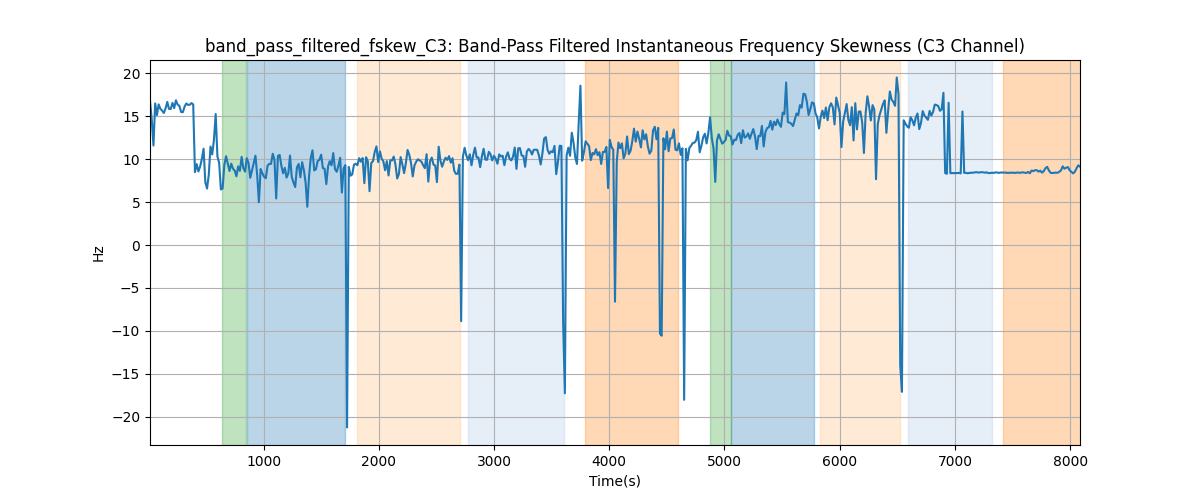 band_pass_filtered_fskew_C3: Band-Pass Filtered Instantaneous Frequency Skewness (C3 Channel)
20
15
10
5
0
−5
−10
−15
−20
Hz
1000 2000 3000 4000 5000 6000 7000 8000
Time(s)